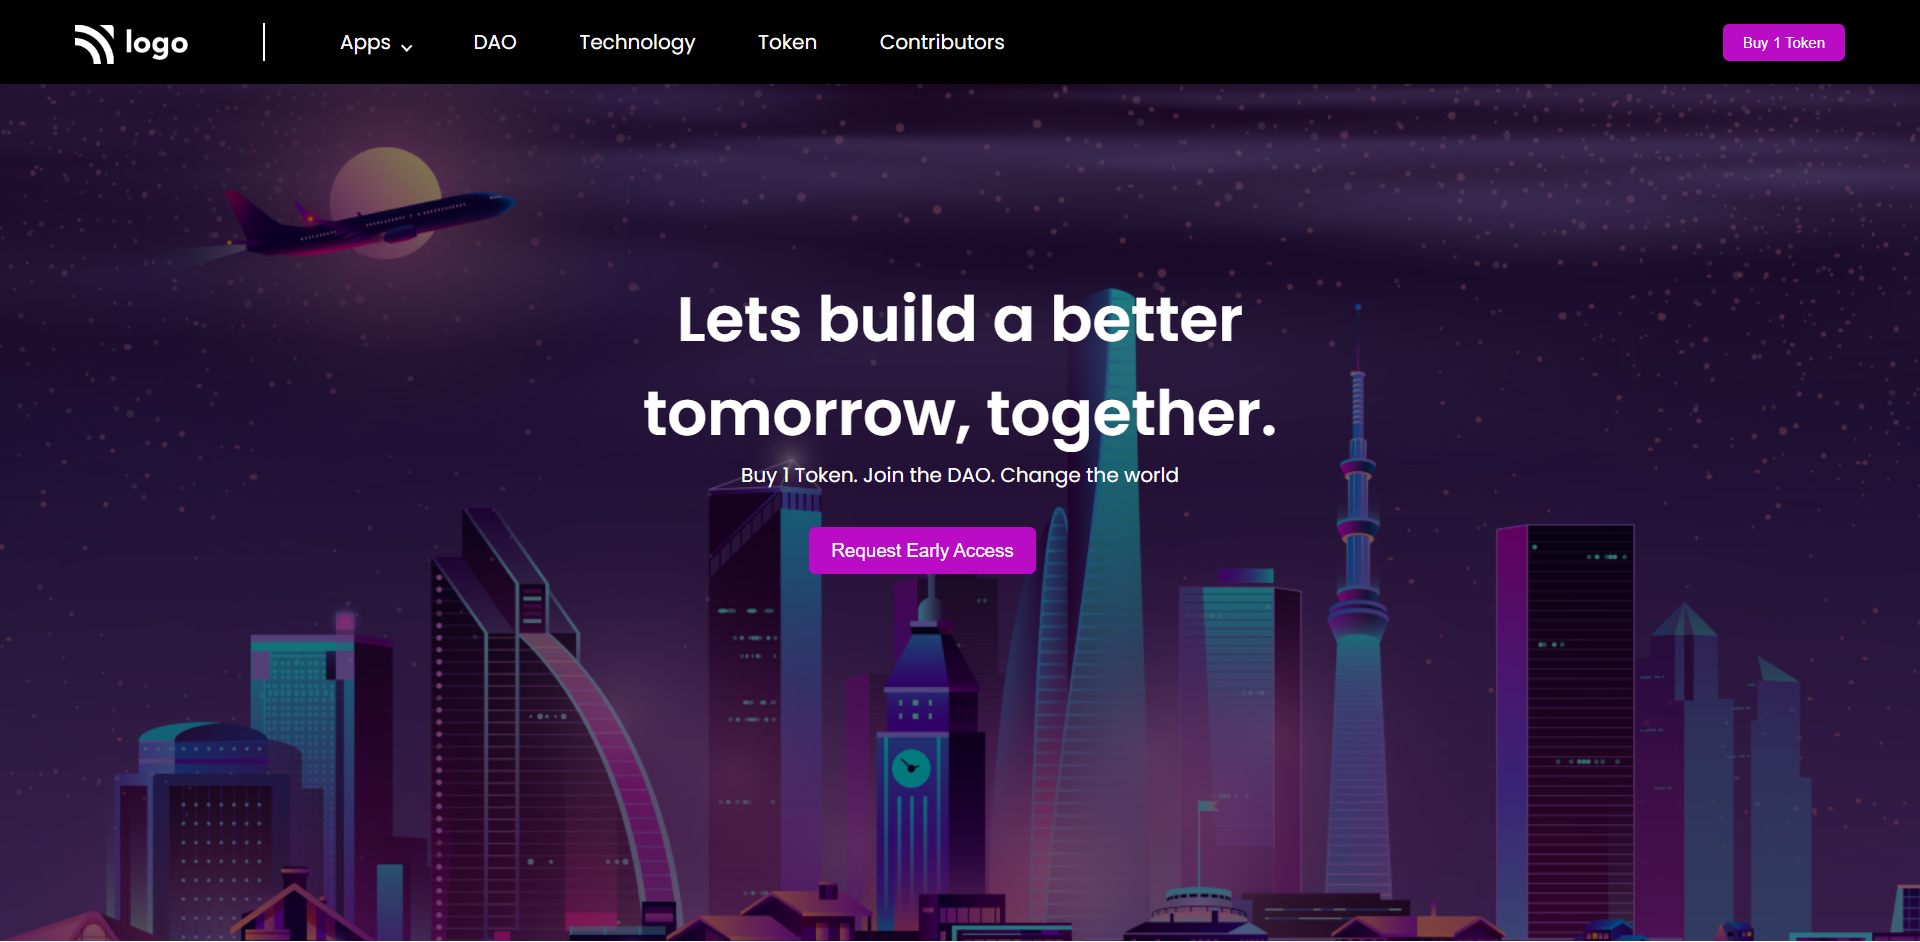 logo
Apps
DAO
Technology
Token
Contributors
Buy 1 Token
Lets build a better
tomorrow, together.
Buy 1 Token. Join the DAO. Change the world
Request Early Access